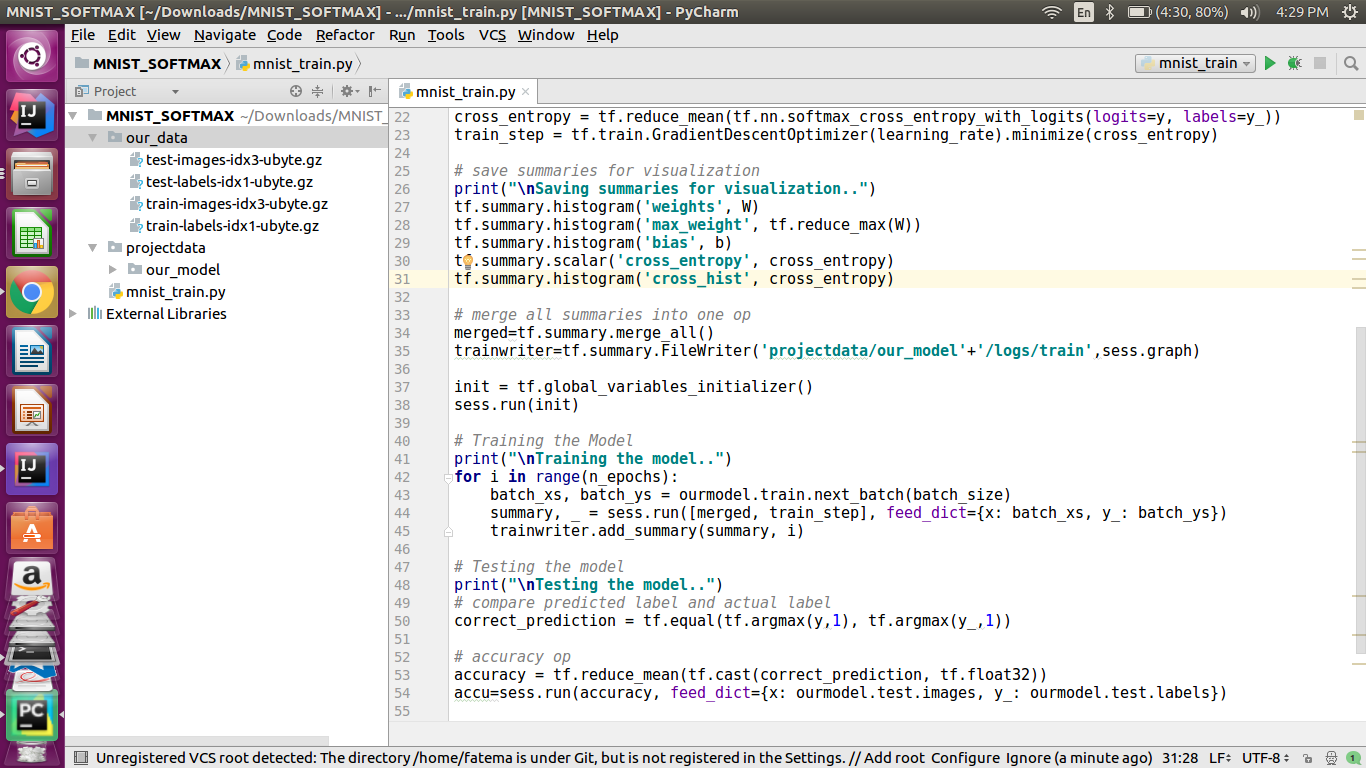 MNIST_SOFTMAX [~/Downloads/MNIST_SOFTMAX] - .../mnist_train.py [MNIST_SOFTMAX] - PyCharm
En
(4:30, 80%)
4:29 PM
File Edit View Navigate Code Refactor Run Tools VCS Window Help
MNIST_SOFTMAX mnist_train.py
mnist_train
Project
mnist_train.py
MNIST_SOFTMAX ~/Downloads/MNIST_
our_data
test-images-idx3-ubyte.gz
test-labels-idx1-ubyte.gz
train-images-idx3-ubyte.gz
train-labels-idx1-ubyte.gz
projectdata
our_model
mnist_train.py
External Libraries
22 cross_entropy = tf.reduce_mean(tf.nn.softmax_cross_entropy_with_logits(logits=y, labels=y_))
23 train_step = tf.train.GradientDescentOptimizer(learning_rate).minimize(cross_entropy)
24
25 # save summaries for visualization
26 print("\nSaving summaries for visualization..")
27 tf.summary.histogram('weights', W)
28 tf.summary.histogram('max_weight', tf.reduce_max(W))
29 tf.summary.histogram('bias', b)
30 t .summary.scalar('cross_entropy', cross_entropy)
31 tf.summary.histogram('cross_hist', cross_entropy)
32
33 # merge all summaries into one op
34 merged=tf.summary.merge_all()
35 trainwriter=tf.summary.FileWriter('projectdata/our_model'+'/logs/train',sess.graph)
36
37 init = tf.global_variables_initializer()
38 sess.run(init)
39
40 # Training the Model
41 print("\nTraining the model..")
42 for i in range(n_epochs):
43 batch_xs, batch_ys = ourmodel.train.next_batch(batch_size)
44 summary, _ = sess.run([merged, train_step], feed_dict={x: batch_xs, y_: batch_ys})
45 trainwriter.add_summary(summary, i)
46
47 # Testing the model
48 print("\nTesting the model..")
49 # compare predicted label and actual label
50 correct_prediction = tf.equal(tf.argmax(y,1), tf.argmax(y_,1))
51
52 # accuracy op
53 accuracy = tf.reduce_mean(tf.cast(correct_prediction, tf.float32))
54 accu=sess.run(accuracy, feed_dict={x: ourmodel.test.images, y_: ourmodel.test.labels})
55
IJ
a
IJ
A
a
PC
Unregistered VCS root detected: The directory /home/fatema is under Git, but is not registered in the Settings. // Add root Configure Ignore (a minute ago) 31:28 LF UTF-8 1